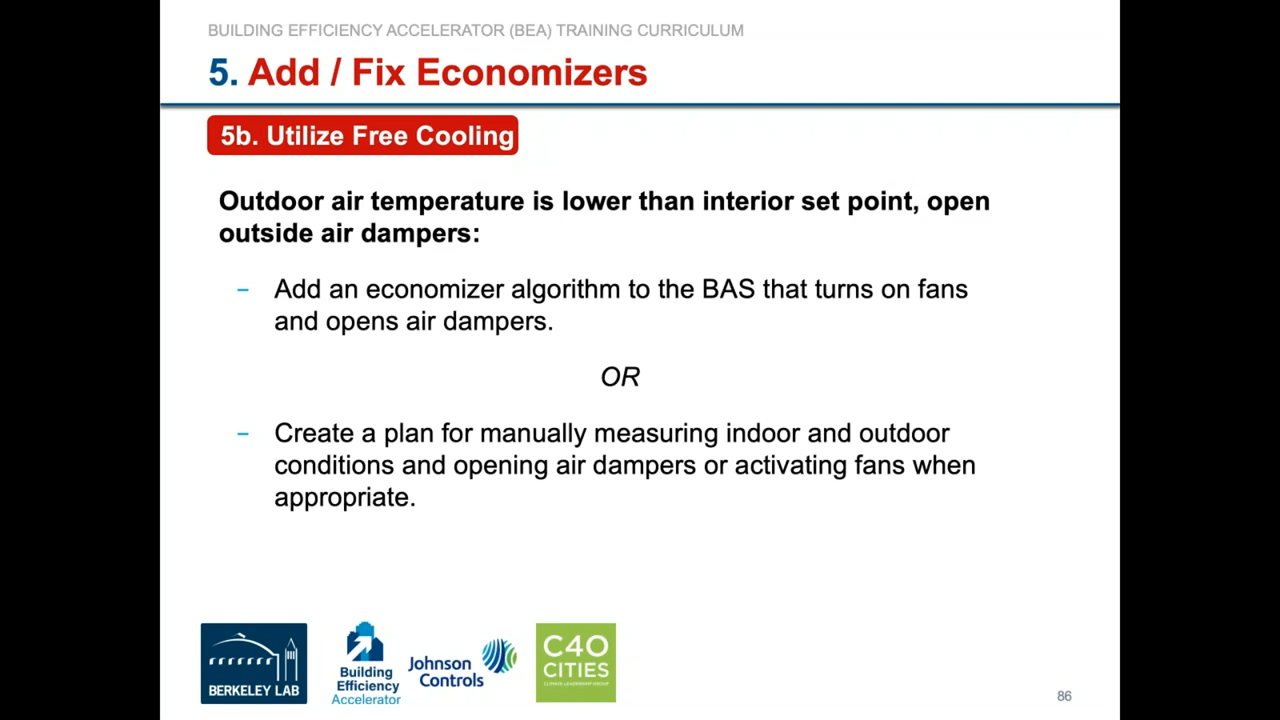 BUILDING EFFICIENCY ACCELERATOR (BEA) TRAINING CURRICULUM
5. Add / Fix Economizers
5b. Utilize Free Cooling
Outdoor air temperature is lower than interior set point, open
outside air dampers:
– Add an economizer algorithm to the BAS that turns on fans
and opens air dampers.
OR
– Create a plan for manually measuring indoor and outdoor
conditions and opening air dampers or activating fans when
appropriate.
BERKELEY LAB
Building
Efficiency
Accelerator
Johnson
Controls
C40
CITIES
CLIMATE LEADERSHIP GROUP
86